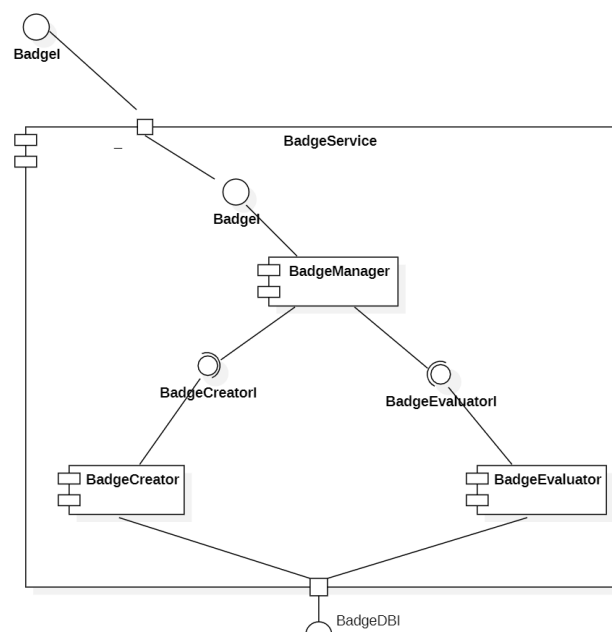 BadgeI
BadgeService
BadgeI
BadgeManager
BadgeCreatorI
BadgeEvaluatorI
BadgeCreator
BadgeEvaluator
BadgeDBI